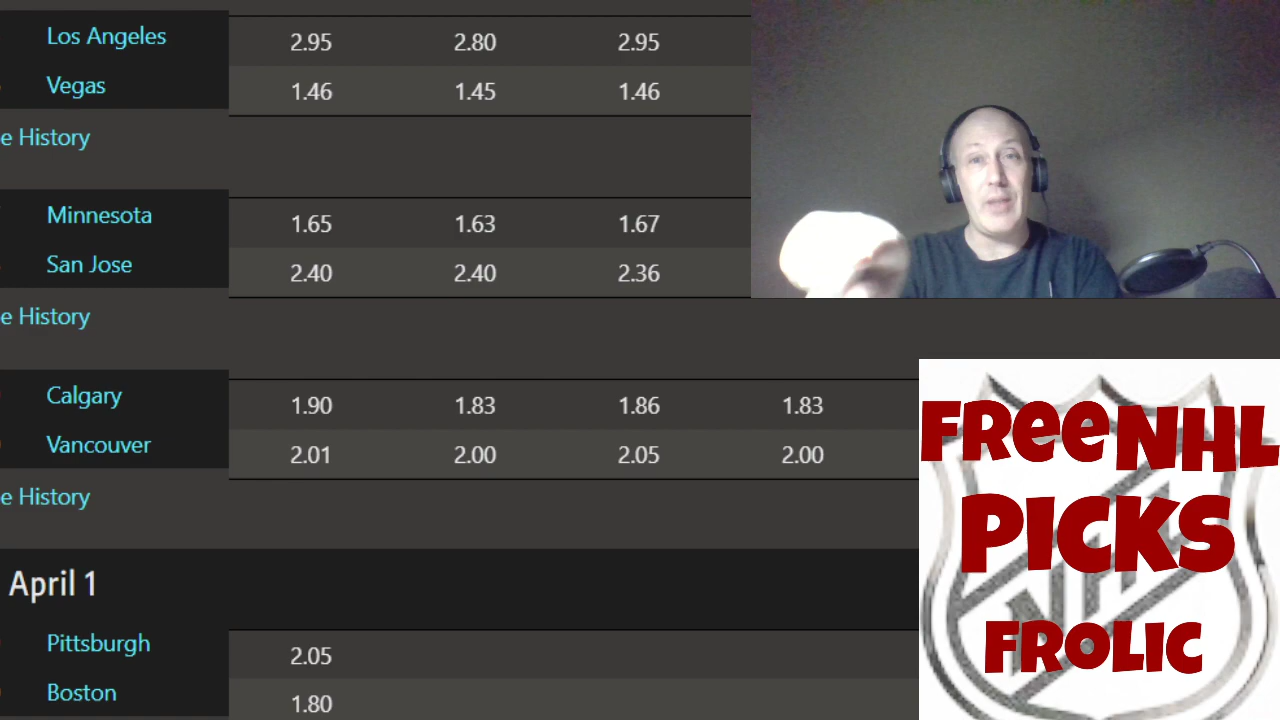 Los Angeles 2.95 2.80 2.95
Vegas 1.46 1.45 1.46
e History
Minnesota 1.65 1.63 1.67
San Jose 2.40 2.40 2.36
e History
Calgary 1.90 1.83 1.86 1.83
Vancouver 2.01 2.00 2.05 2.00
e History
April 1
Pittsburgh 2.05
Boston 1.80
FReeNHL
PICKS
FROLIC
NHL